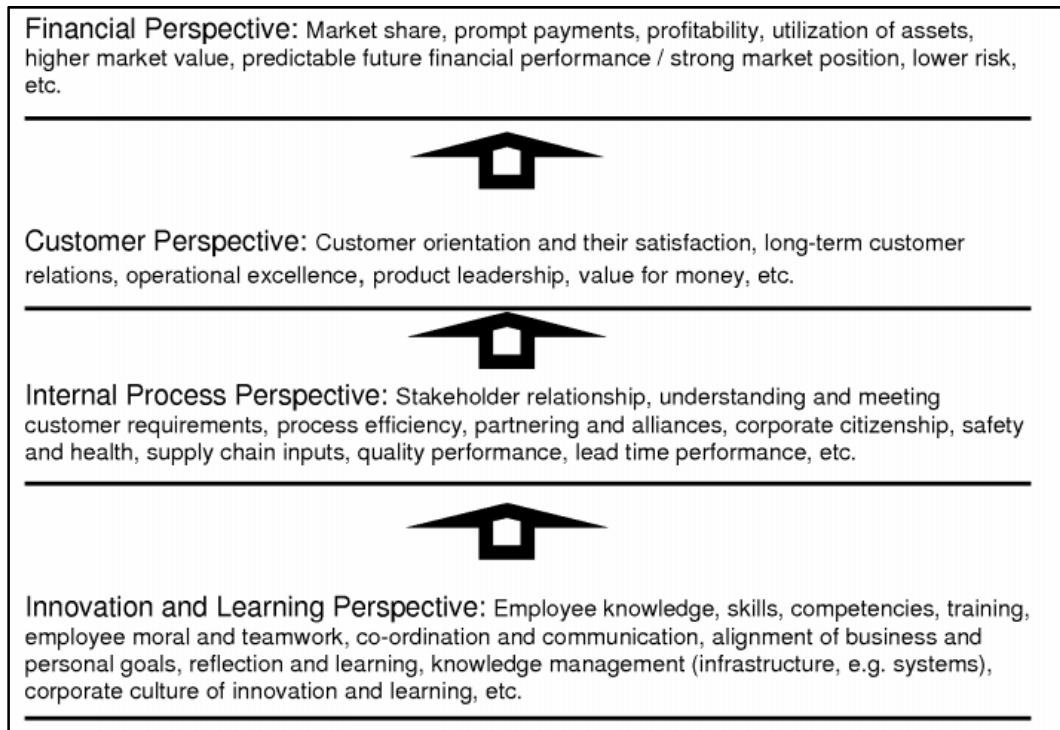 Financial Perspective: Market share, prompt payments, profitability, utilization of assets,
higher market value, predictable future financial performance / strong market position, lower risk,
etc.
Customer Perspective: Customer orientation and their satisfaction, long-term customer
relations, operational excellence, product leadership, value for money, etc.
Internal Process Perspective: Stakeholder relationship, understanding and meeting
customer requirements, process efficiency, partnering and alliances, corporate citizenship, safety
and health, supply chain inputs, quality performance, lead time performance, etc.
Innovation and Learning Perspective: Employee knowledge, skills, competencies, training,
employee moral and teamwork, co-ordination and communication, alignment of business and
personal goals, reflection and learning, knowledge management (infrastructure, e.g. systems),
corporate culture of innovation and learning, etc.